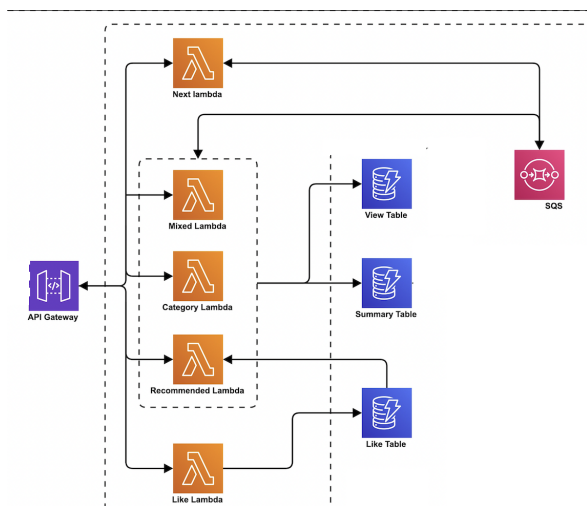 Next lambda
Mixed Lambda
View Table
SQS
API Gateway
Category Lambda
Summary Table
Recommended Lambda
Like Table
Like Lambda